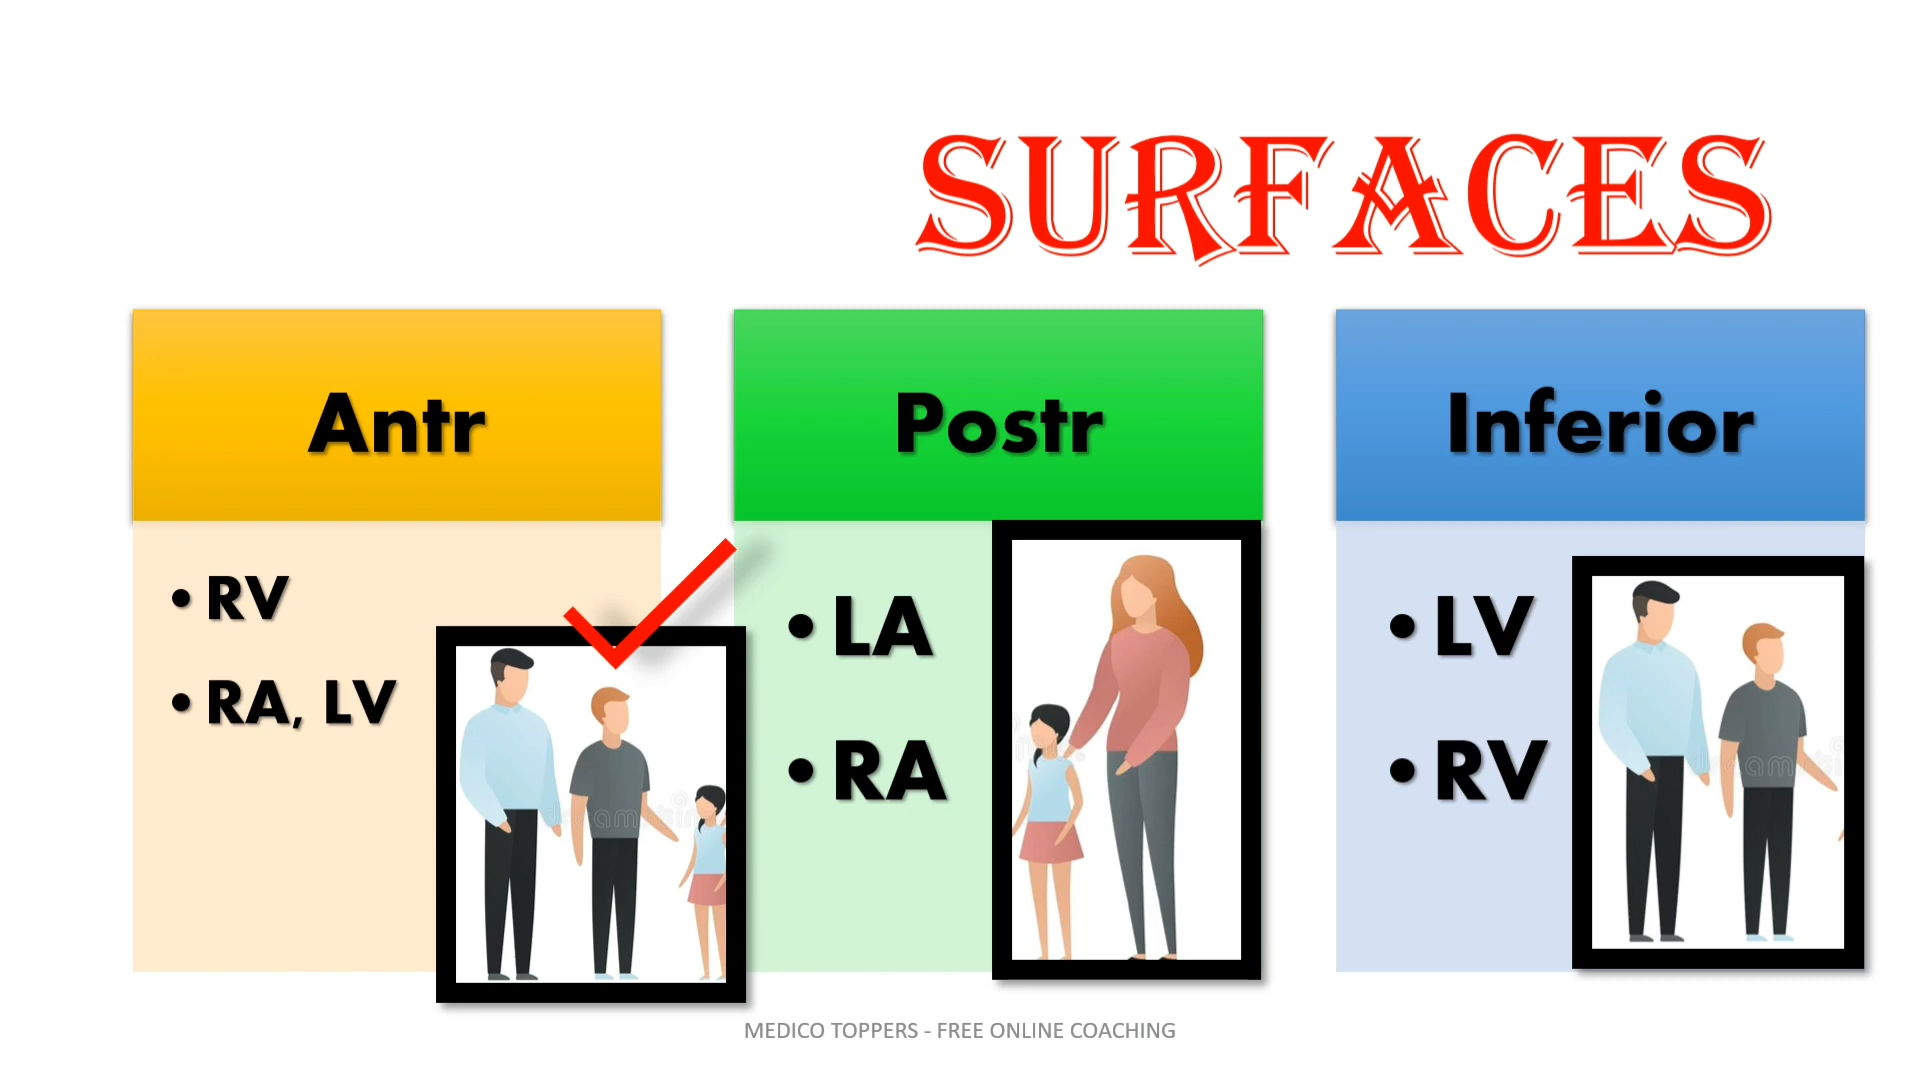 SURFACES
Antr
• RV
• RA, LV
Postr
• LA
• RA
Inferior
• LV
• RV
MEDICO TOPPERS - FREE ONLINE COACHING